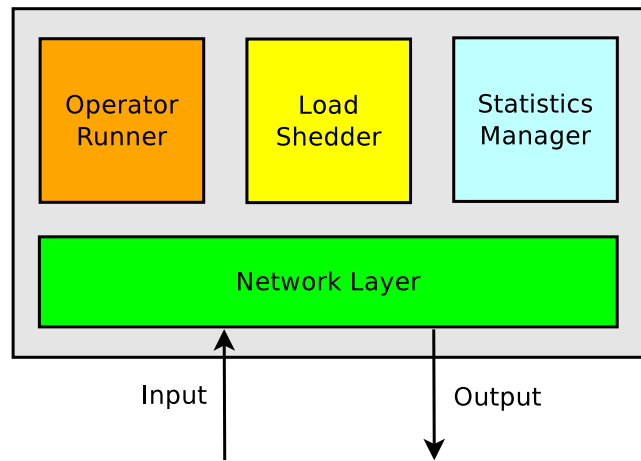 Operator
Runner
Load
Shedder
Statistics
Manager
Network Layer
Input
Output